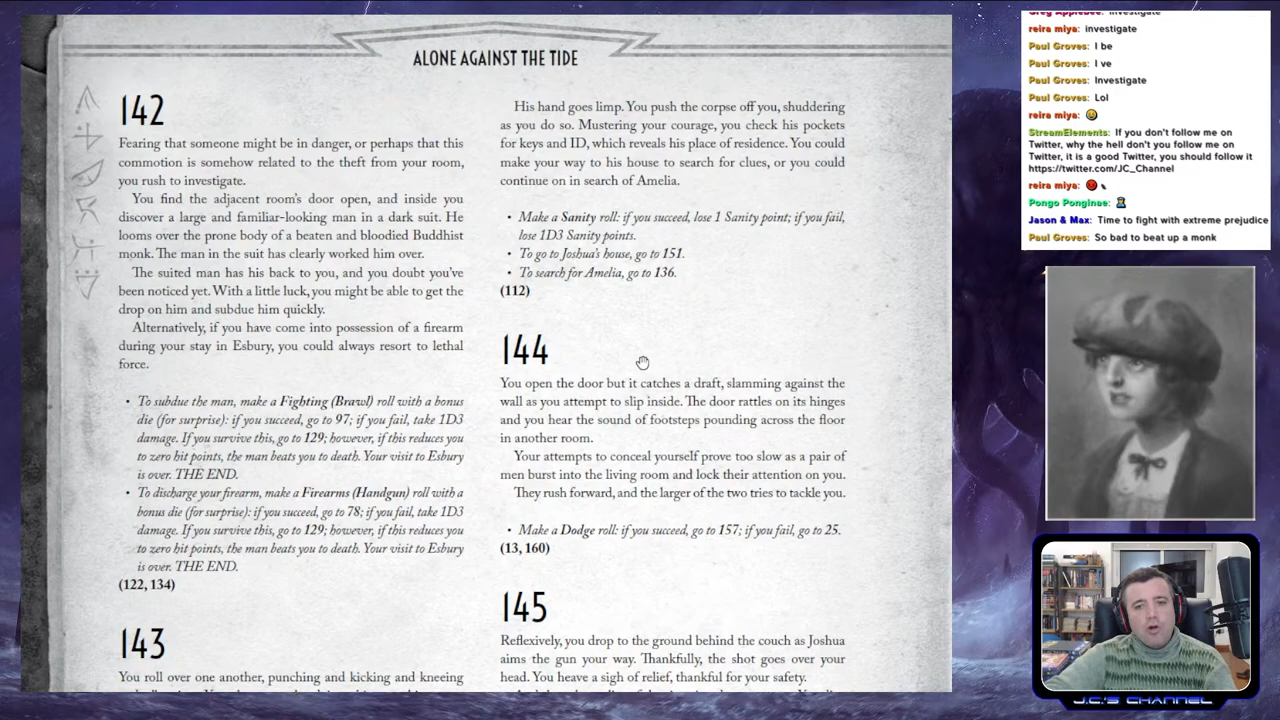 ALONE AGAINST THE TIDE
142
Fearing that someone might be in danger, or perhaps that this
commotion is somehow related to the theft from your room,
you rush to investigate.
You find the adjacent room's door open, and inside you
discover a large and familiar-looking man in a dark suit. He
looms over the prone body of a beaten and bloodied Buddhist
monk. The man in the suit has clearly worked him over.
The suited man has his back to you, and you doubt you've
been noticed yet. With a little luck, you might be able to get the
drop on him and subdue him quickly.
Alternatively, if you have come into possession of a firearm
during your stay in Esbury, you could always resort to lethal
force.
• To subdue the man, make a Fighting (Brawl) roll with a bonus
die (for surprise): if you succeed, go to 97; if you fail, take 1D3
damage. If you survive this, go to 129; however, if this reduces you
to zero hit points, the man beats you to death. Your visit to Esbury
is over. THE END.
• To discharge your firearm, make a Firearms (Handgun) roll with a
bonus die (for surprise): if you succeed, go to 78; if you fail, take 1D3
damage. If you survive this, go to 129; however, if this reduces you
to zero hit points, the man beats you to death. Your visit to Esbury
is over. THE END.
(122, 134)
143
You roll over one another, punching and kicking and kneeing
His hand goes limp. You push the corpse off you, shuddering
as you do so. Mustering your courage, you check his pockets
for keys and ID, which reveals his place of residence. You could
make your way to his house to search for clues, or you could
continue on in search of Amelia.
• Make a Sanity roll: if you succeed, lose 1 Sanity point; if you fail,
lose 1D3 Sanity points.
• To go to Joshua's house, go to 151.
• To search for Amelia, go to 136.
(112)
144
You open the door but it catches a draft, slamming against the
wall as you attempt to slip inside. The door rattles on its hinges
and you hear the sound of footsteps pounding across the floor
in another room.
Your attempts to conceal yourself prove too slow as a pair of
men burst into the living room and lock their attention on you.
They rush forward, and the larger of the two tries to tackle you.
• Make a Dodge roll: if you succeed, go to 157; if you fail, go to 25.
(13, 160)
145
Reflexively, you drop to the ground behind the couch as Joshua
aims the gun your way. Thankfully, the shot goes over your
head. You heave a sigh of relief, thankful for your safety.
Greg Applebee: investigate
reira miya: investigate
Paul Groves: I be
Paul Groves: I ve
Paul Groves: Investigate
Paul Groves: Lol
reira miya:
StreamElements: If you don't follow me on
Twitter, why the hell don't you follow me on
Twitter, it is a good Twitter, you should follow it
https://twitter.com/JC_Channel
reira miya:
Pongo Ponginae:
Jason & Max: Time to fight with extreme prejudice
Paul Groves: So bad to beat up a monk
J.C.'S CHANNEL